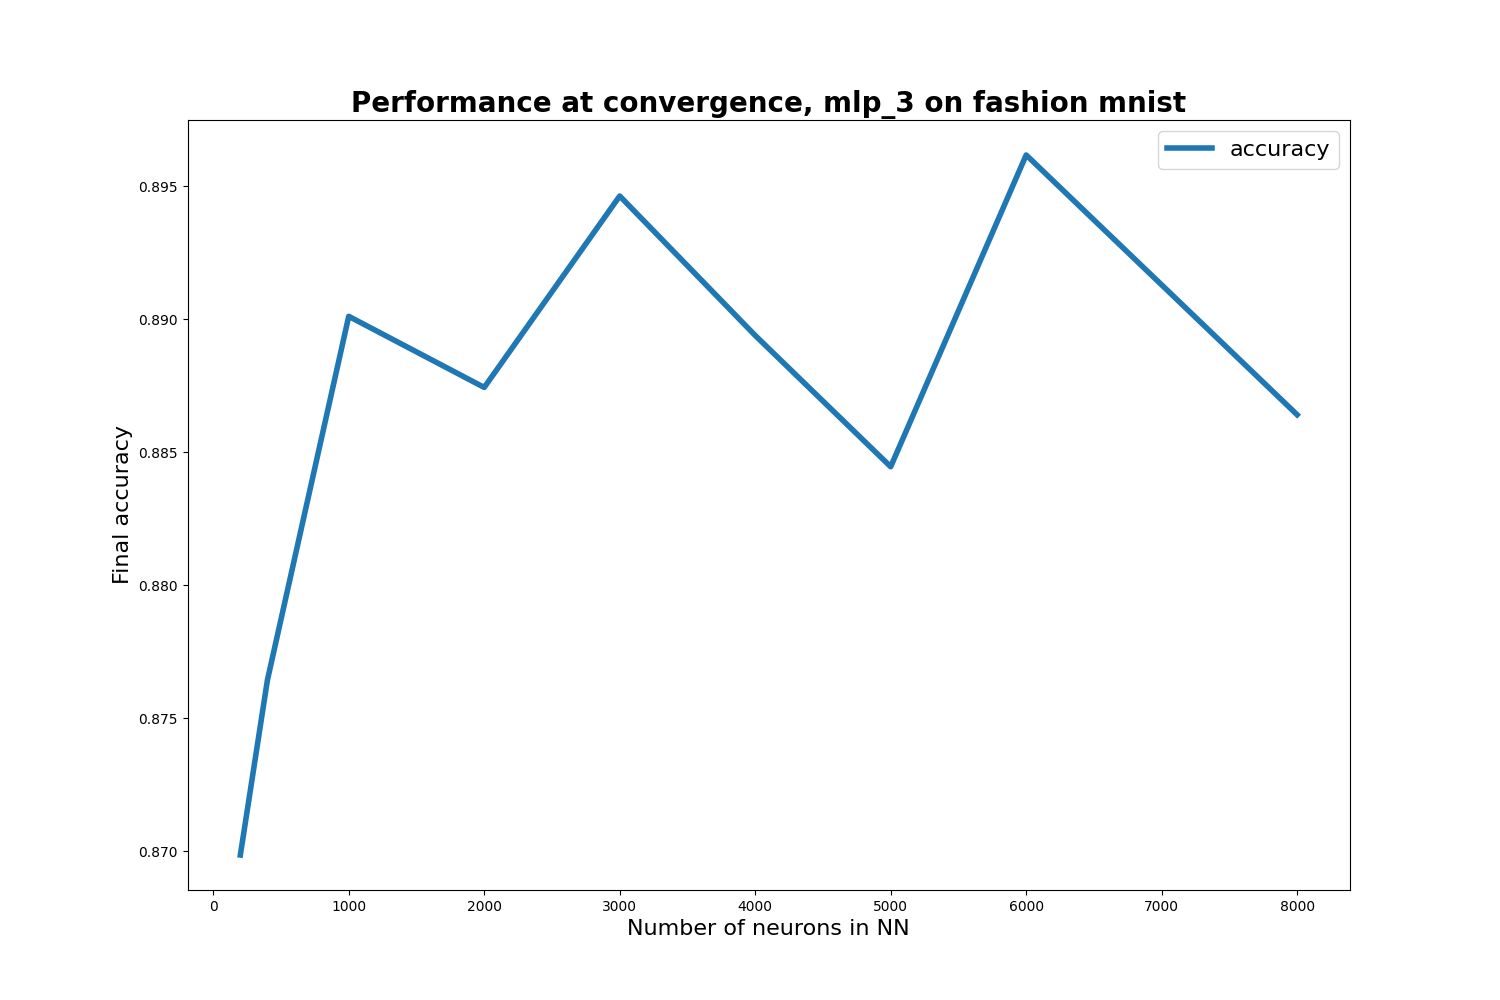 Performance at convergence, mlp_3 on fashion mnist
accuracy
Final accuracy
0.895
0.890
0.885
0.880
0.875
0.870
0 1000 2000 3000 4000 5000 6000 7000 8000
Number of neurons in NN